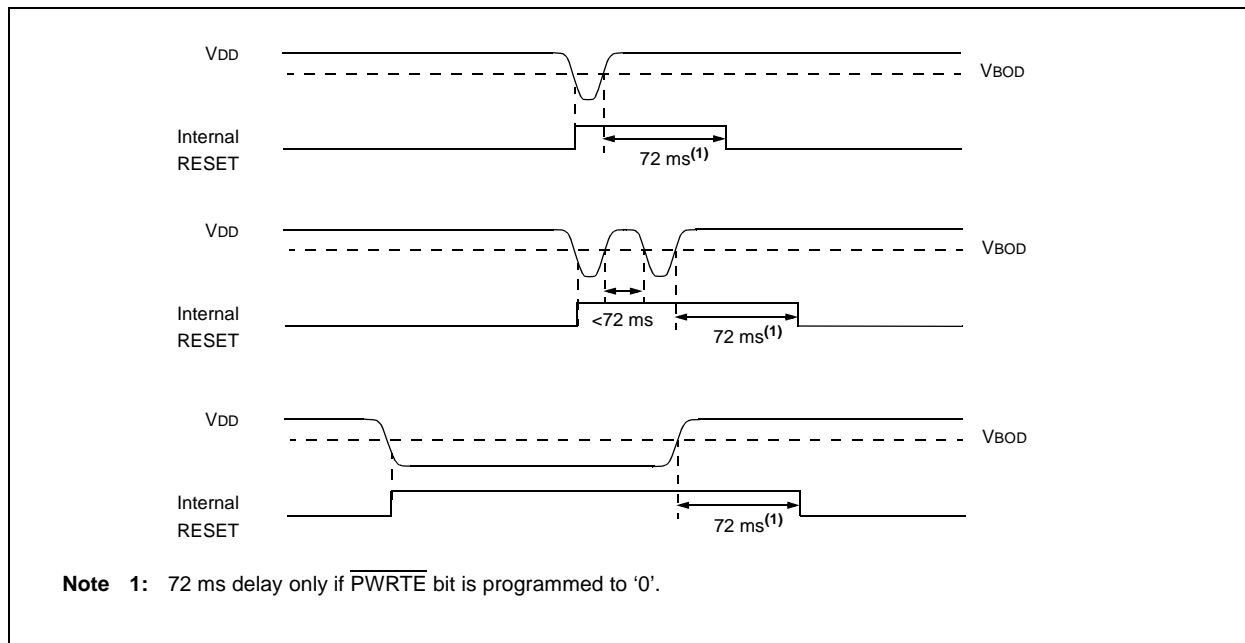 VDD
VBOD
Internal
RESET
72 ms(1)
VDD
VBOD
Internal
RESET
<72 ms
72 ms(1)
VDD
VBOD
Internal
RESET
72 ms(1)
Note 1: 72 ms delay only if PWRTE bit is programmed to ‘0’.